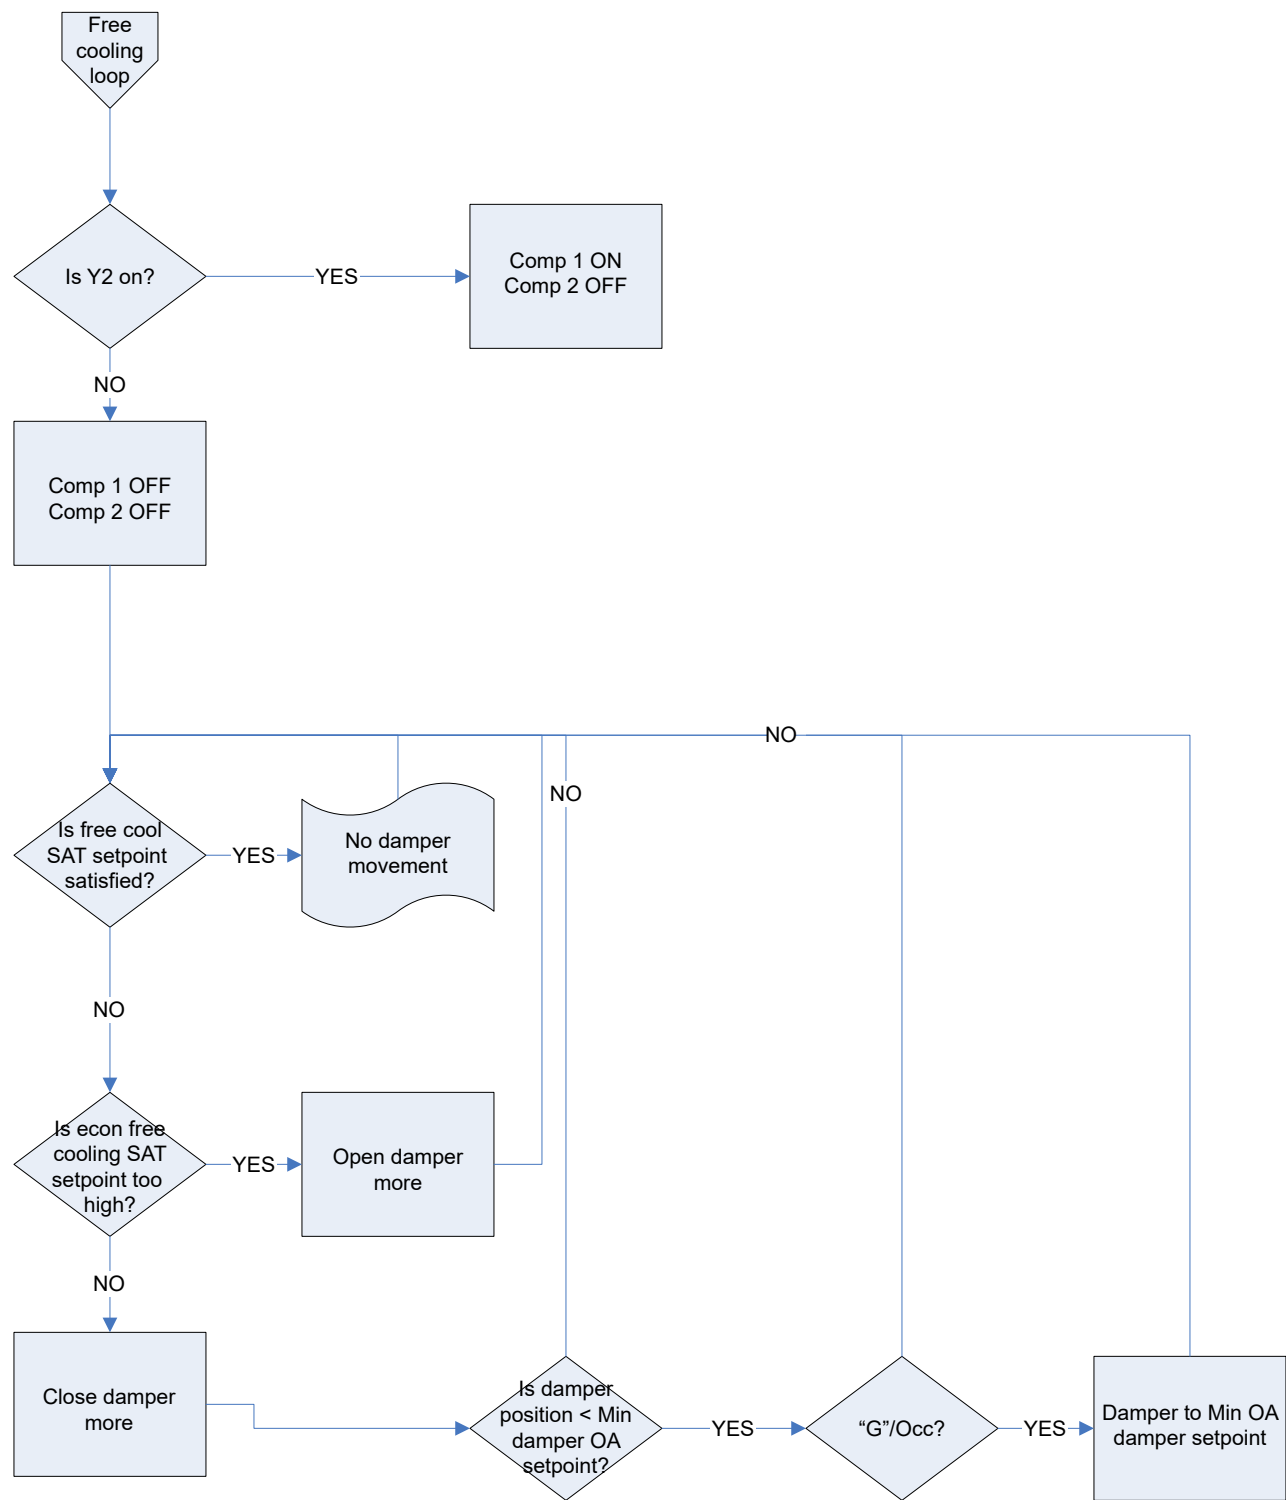 Free
cooling
loop
Is Y2 on?
YES
Comp 1 ON
Comp 2 OFF
NO
Comp 1 OFF
Comp 2 OFF
NO
NO
Is free cool
SAT setpoint
satisfied?
YES
No damper
movement
NO
Is econ free
cooling SAT
setpoint too
high?
YES
Open damper
more
NO
Close damper
more
Is damper
position < Min
damper OA
setpoint?
YES
“G”/Occ?
YES
Damper to Min OA
damper setpoint